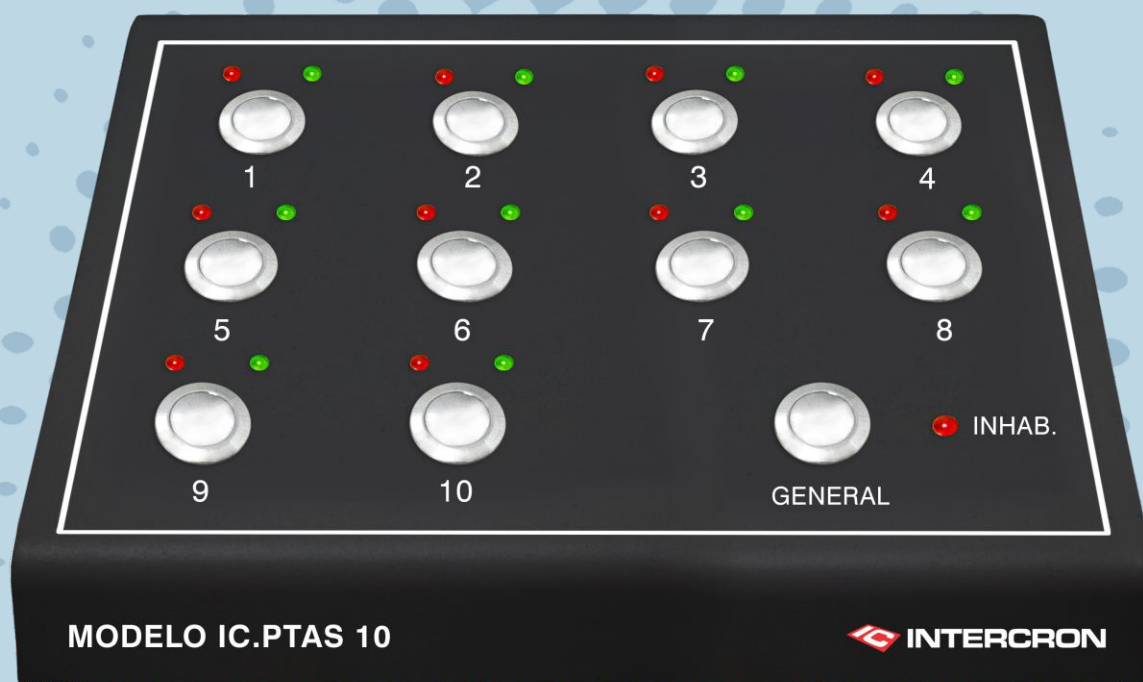 1
2
3
4
5
6
7
8
9
10
GENERAL
INHAB.
MODELO IC.PTAS 10
IC INTERCRON